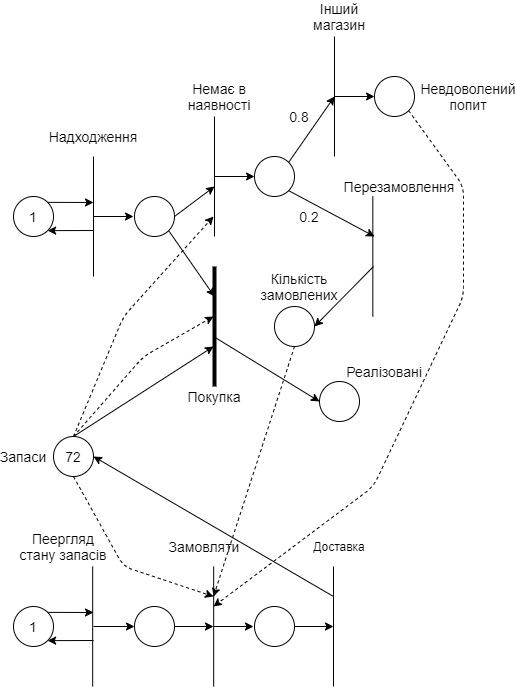 Інший
магазин
Немає в
наявності
Невдоволений
попит
0.8
Надходження
Перезамовлення
1
0.2
Кількість
замовлених
Реалізовані
Покупка
Запаси
72
Пеергляд
стану запасів
Замовляти
Доставка
1